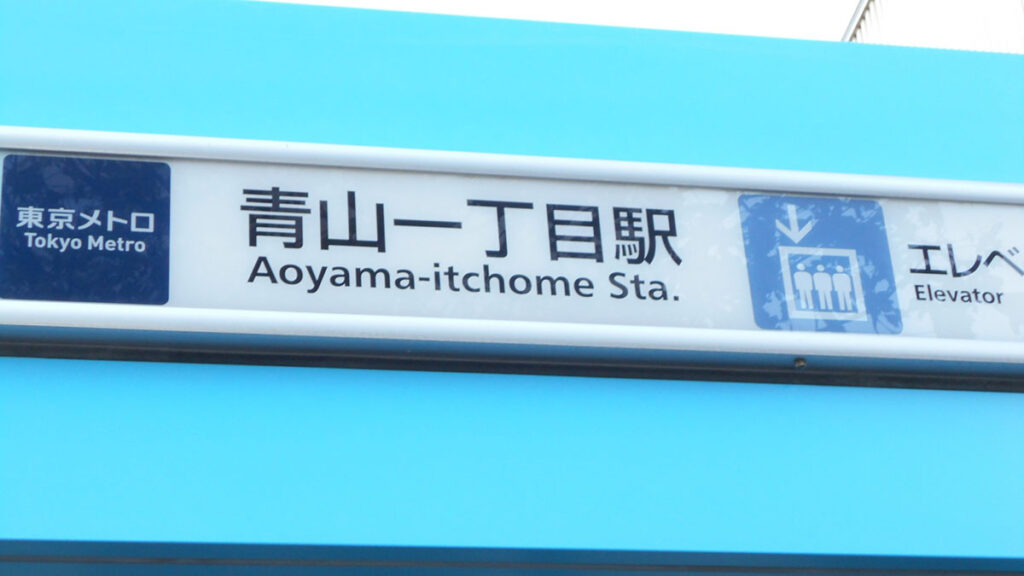 東京メトロ
Tokyo Metro
青山一丁目駅
Aoyama-itchome Sta.
エレベ
Elevator